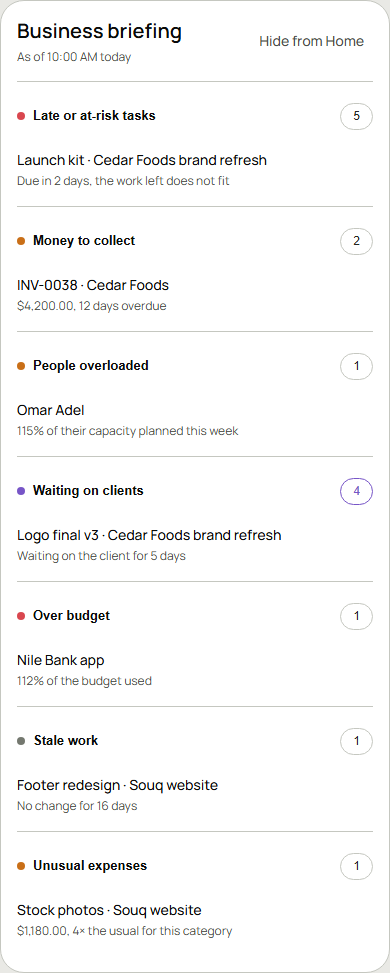 Business briefing
Hide from Home
As of 10:00 AM today
Late or at-risk tasks
5
Launch kit · Cedar Foods brand refresh
Due in 2 days, the work left does not fit
Money to collect
2
INV-0038 · Cedar Foods
$4,200.00, 12 days overdue
People overloaded
1
Omar Adel
115% of their capacity planned this week
Waiting on clients
4
Logo final v3 · Cedar Foods brand refresh
Waiting on the client for 5 days
Over budget
1
Nile Bank app
112% of the budget used
Stale work
1
Footer redesign · Souq website
No change for 16 days
Unusual expenses
1
Stock photos · Souq website
$1,180.00, 4× the usual for this category